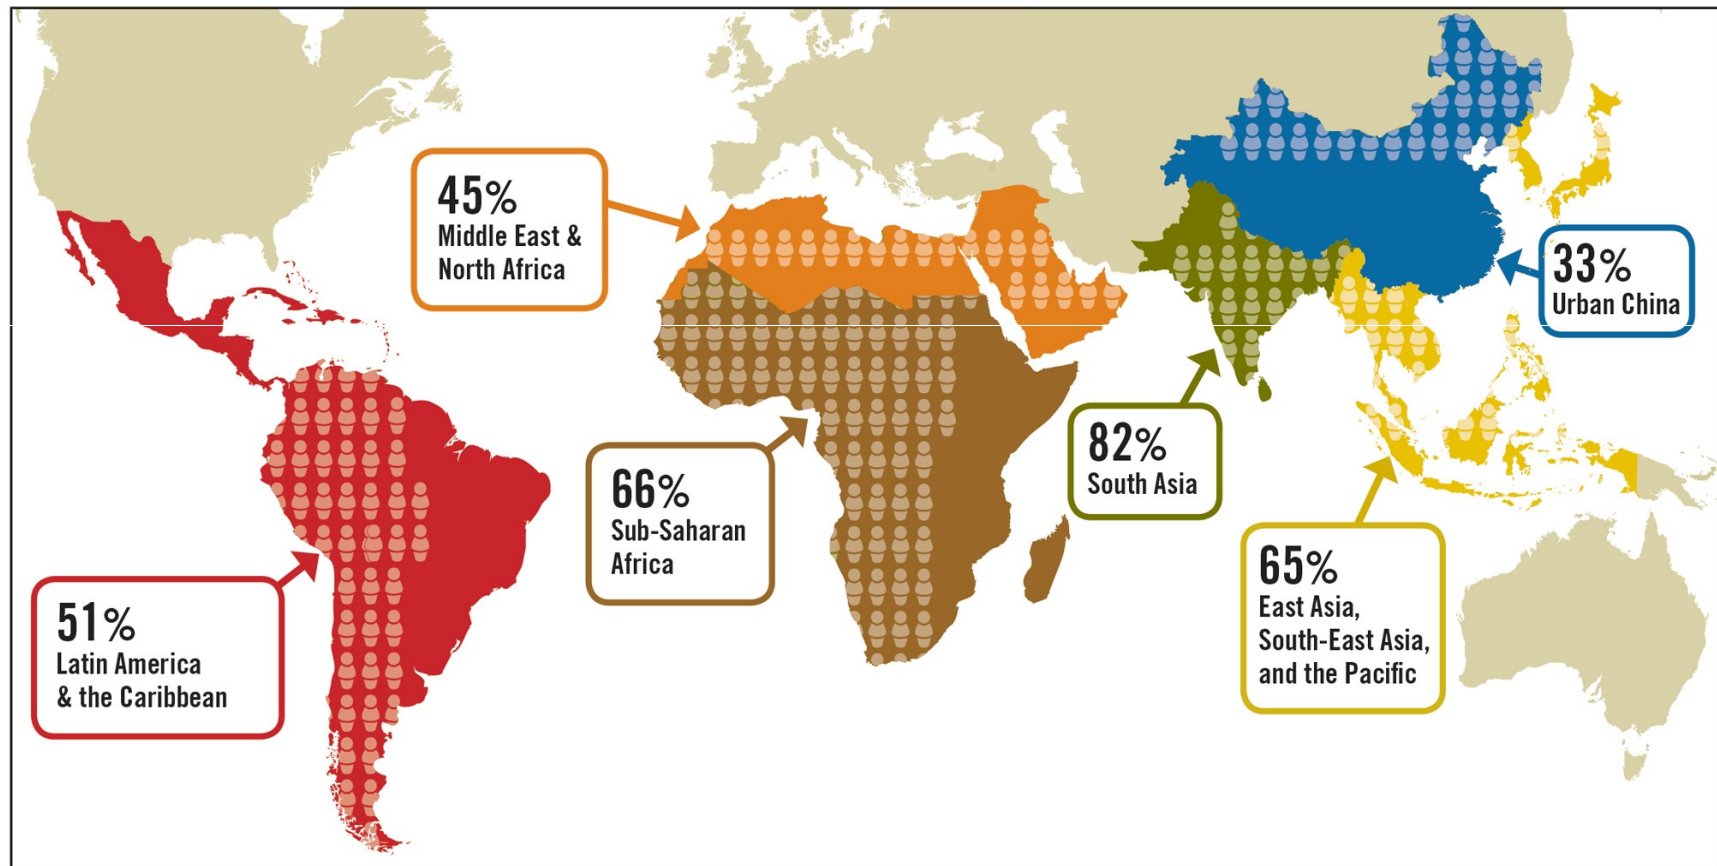 45%
Middle East &
North Africa
33%
Urban China
82%
South Asia
66%
Sub-Saharan
Africa
65%
East Asia,
South-East Asia,
and the Pacific
51%
Latin America
& the Caribbean